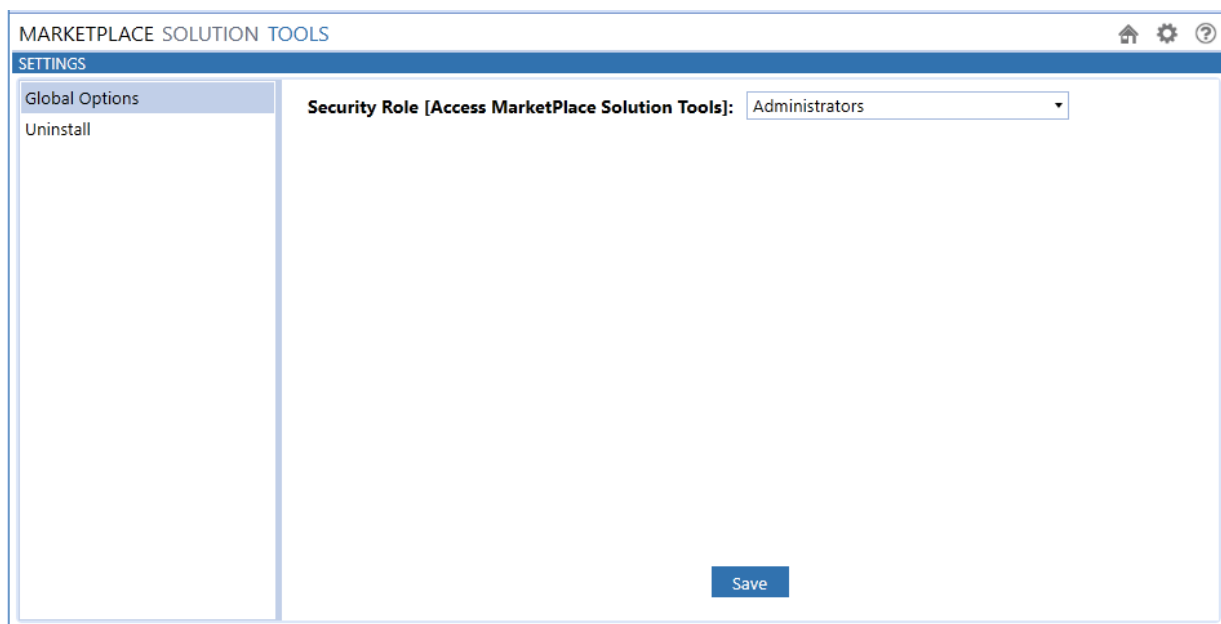 MARKETPLACE SOLUTION TOOLS
SETTINGS
Global Options
Uninstall
Security Role [Access MarketPlace Solution Tools]: Administrators
Save